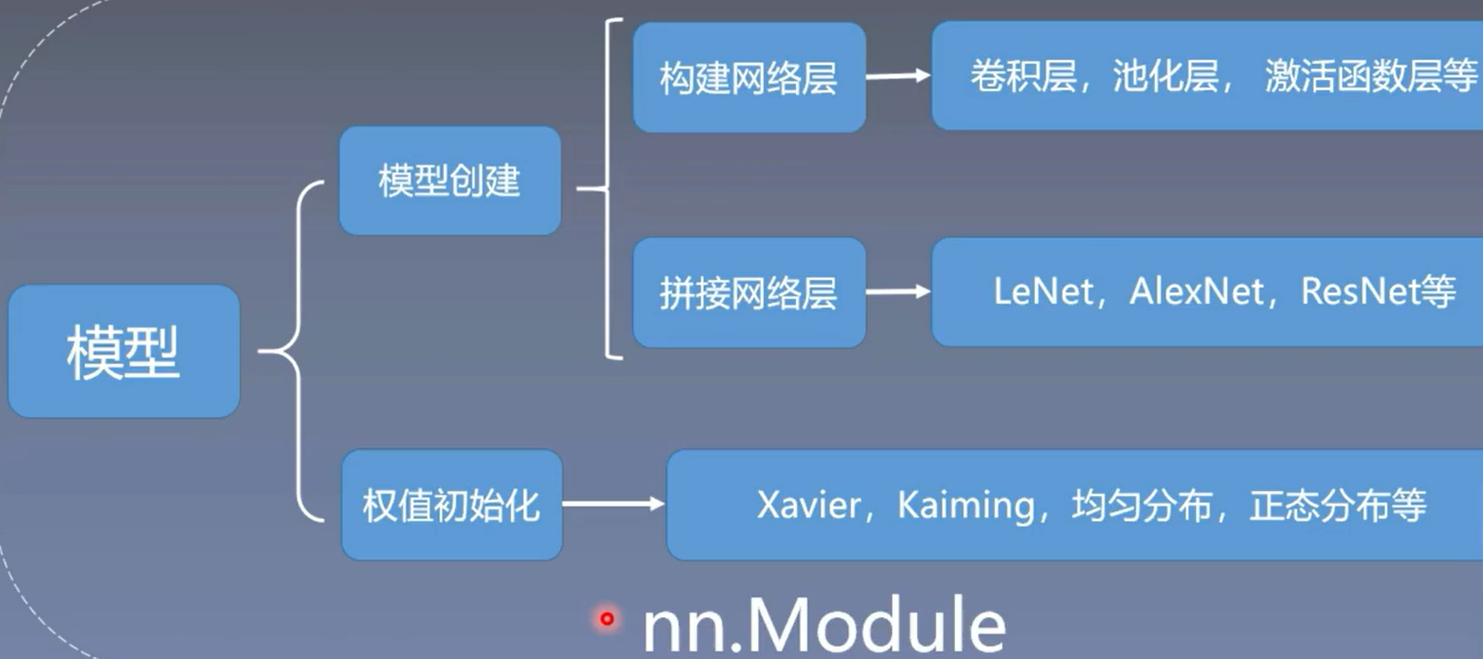 构建网络层
卷积层，池化层， 激活函数层等
模型创建
拼接网络层
LeNet，AlexNet，ResNet等
模型
权值初始化
Xavier，Kaiming，均匀分布，正态分布等
nn.Module